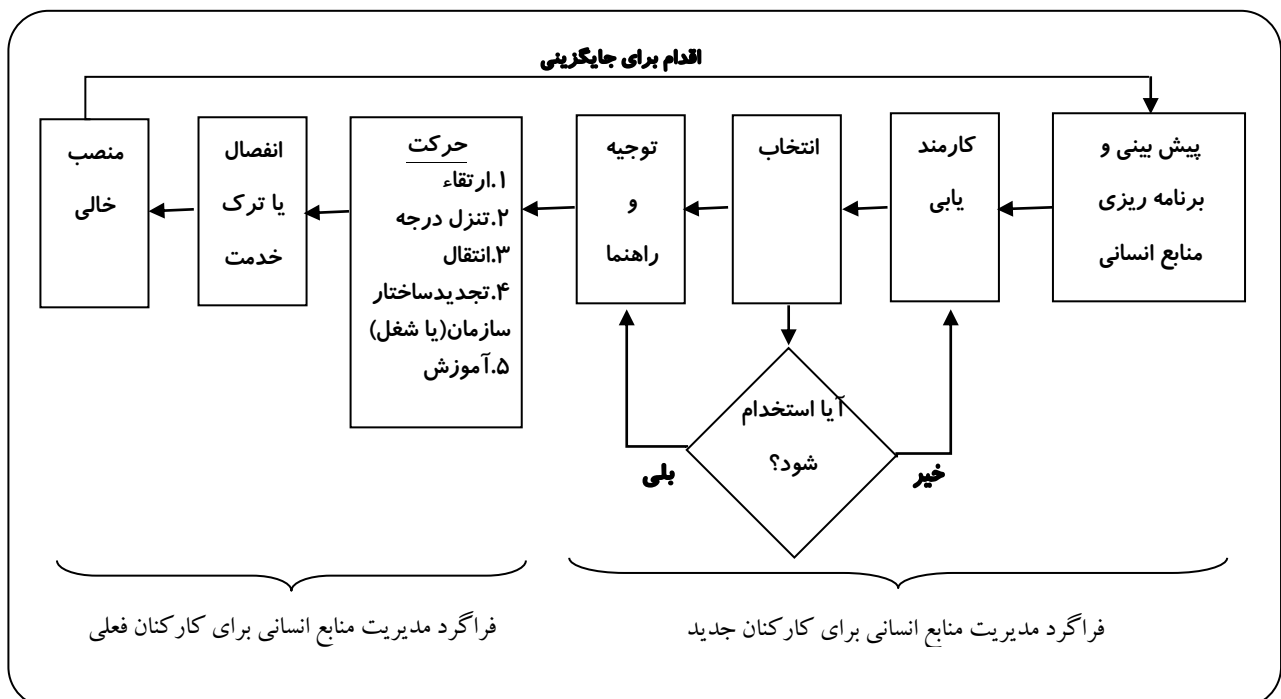 اقدام برای جایگزینی
پیش بینی و
برنامه ریزی
منابع انسانی
کارمند
یابی
انتخاب
توجیه
و
راهنما
حرکت
۱.ارتقاء
۲.تنزل درجه
۳.انتقال
۴.تجدیدساختار
سازمان(یا شغل)
۵.آموزش
انفصال
یا ترک
خدمت
منصب
خالی
آیا استخدام
شود؟
خیر
بلی
فراگرد مدیریت منابع انسانی برای کارکنان جدید
فراگرد مدیریت منابع انسانی برای کارکنان فعلی